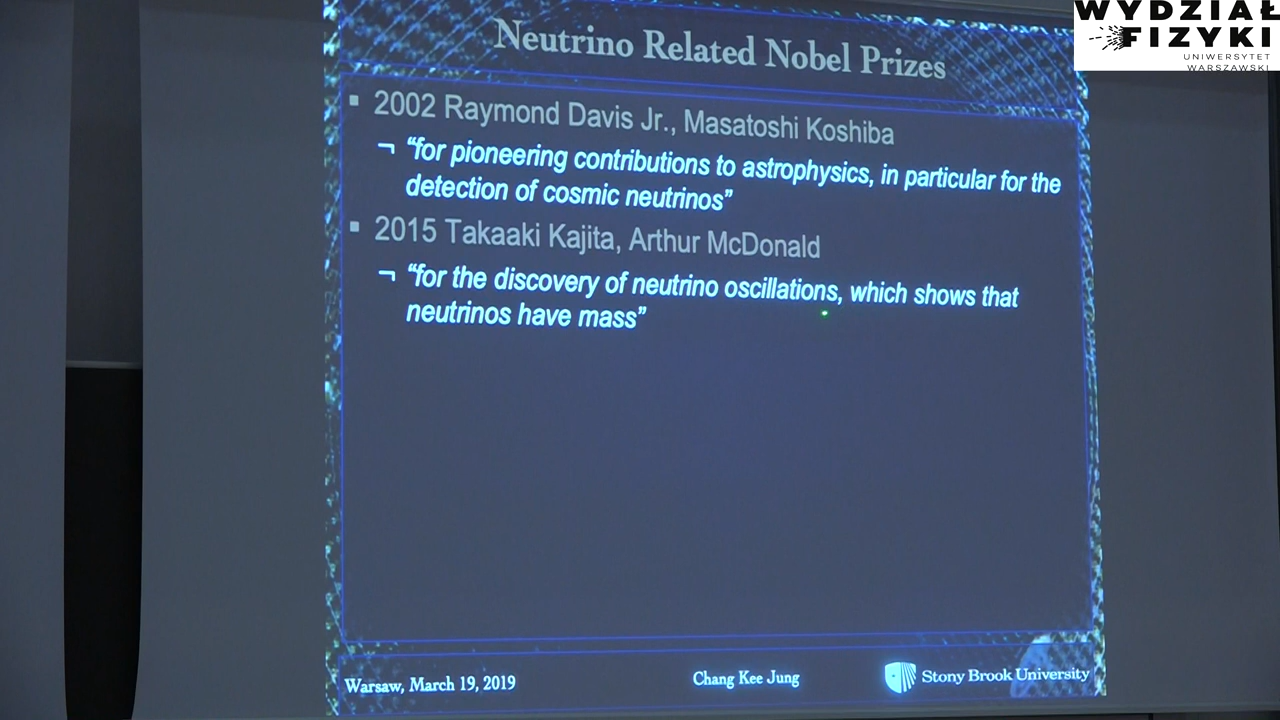 WYDZIAŁ
FIZYKI
UNIWERSYTET
WARSZAWSKI
Neutrino Related Nobel Prizes
▪ 2002 Raymond Davis Jr., Masatoshi Koshiba
¬ “for pioneering contributions to astrophysics, in particular for the
detection of cosmic neutrinos”
▪ 2015 Takaaki Kajita, Arthur McDonald
¬ “for the discovery of neutrino oscillations, which shows that
neutrinos have mass”
Warsaw, March 19, 2019
Chang Kee Jung
Stony Brook University